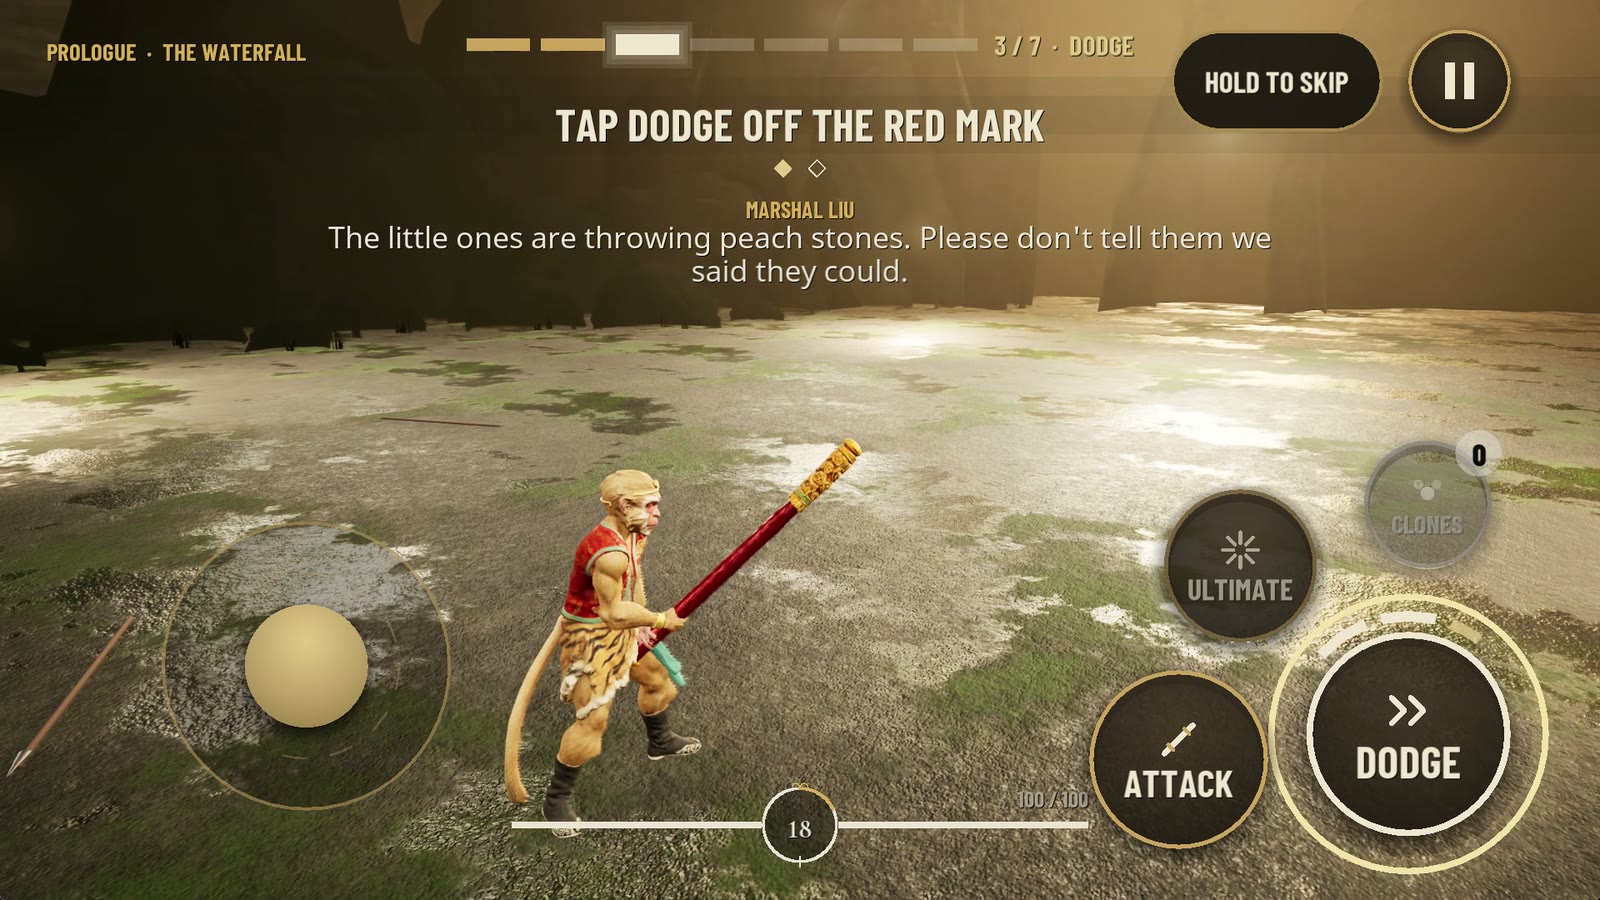 PROLOGUE · THE WATERFALL
3 / 7 · DODGE
HOLD TO SKIP
TAP DODGE OFF THE RED MARK
MARSHAL LIU
The little ones are throwing peach stones. Please don't tell them we
said they could.
0
CLONES
ULTIMATE
DODGE
ATTACK
100 / 100
18